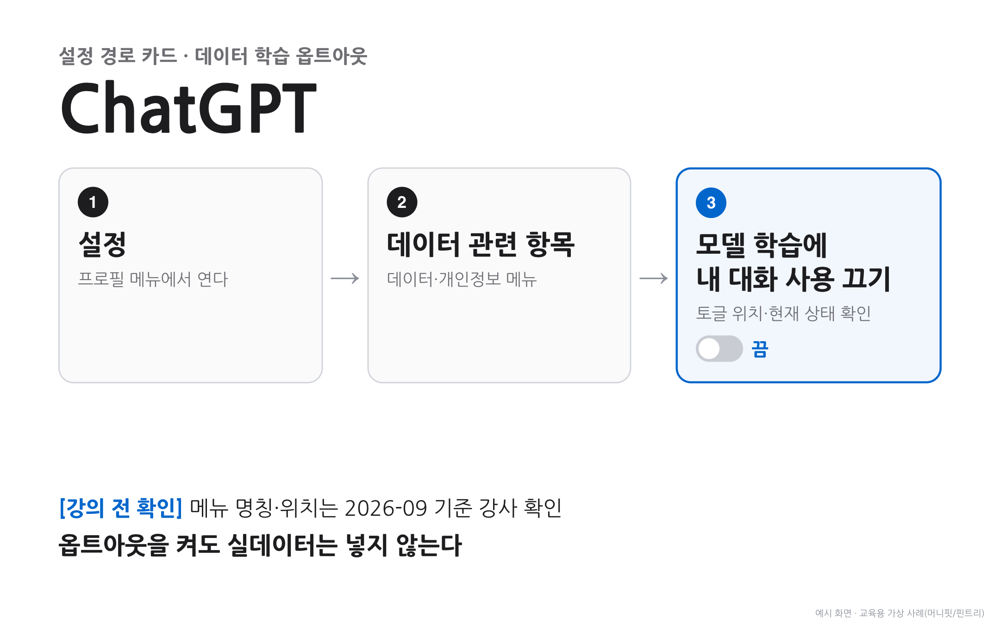 설정 경로 카드 · 데이터 학습 옵트아웃
ChatGPT
1
설정
프로필 메뉴에서 연다
→
2
데이터 관련 항목
데이터·개인정보 메뉴
→
3
모델 학습에
내 대화 사용 끄기
토글 위치·현재 상태 확인
끔
[강의 전 확인] 메뉴 명칭·위치는 2026-09 기준 강사 확인
옵트아웃을 켜도 실데이터는 넣지 않는다
예시 화면 · 교육용 가상 사례(머니핏/핀트리)